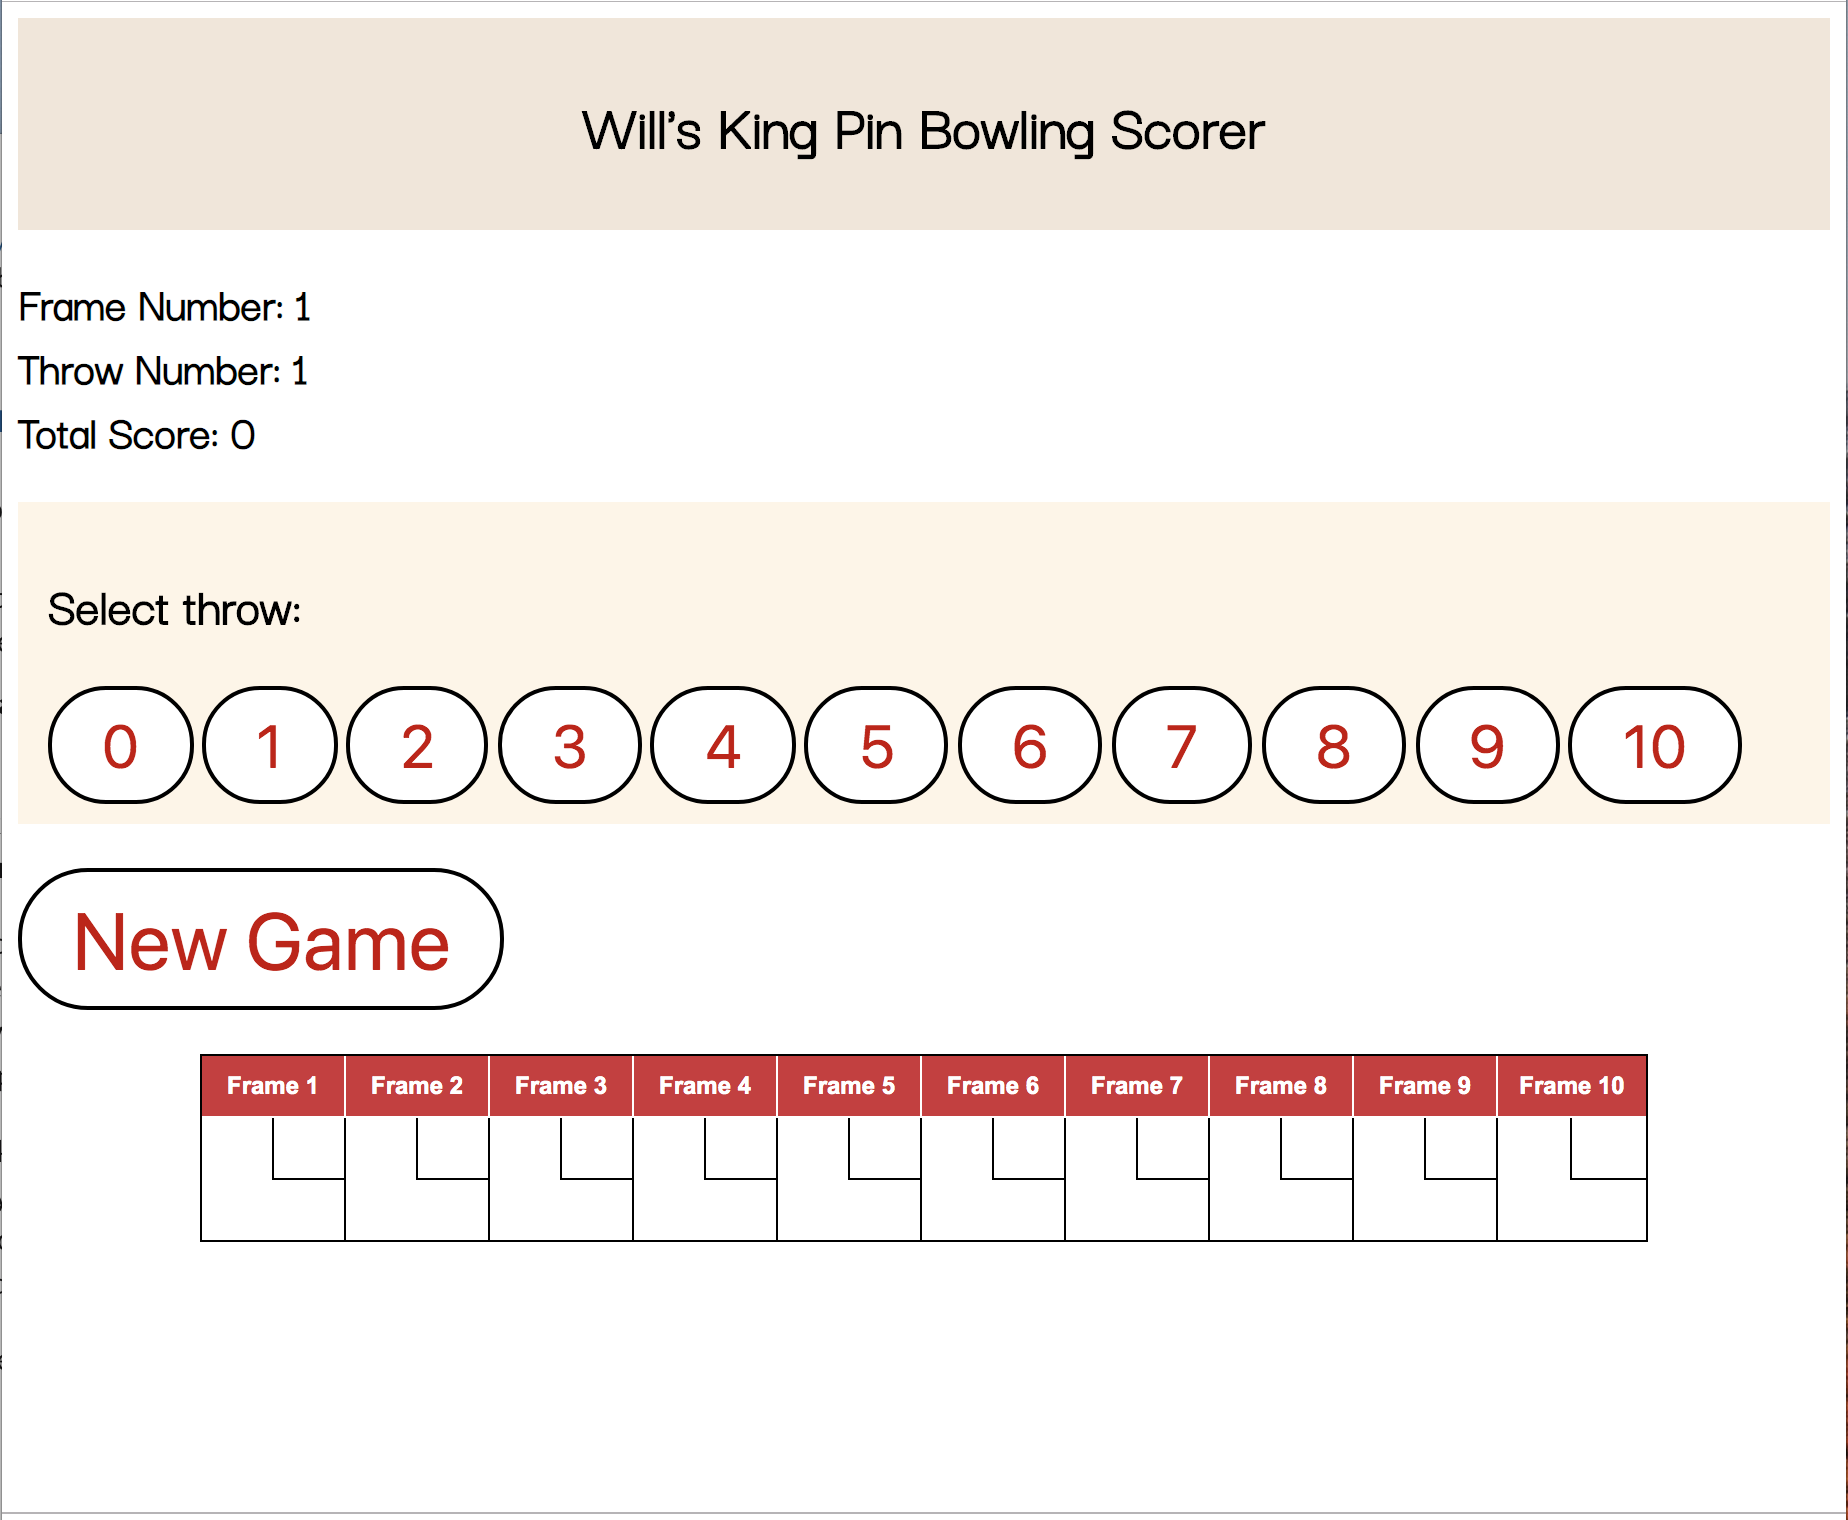 Will's King Pin Bowling Scorer
Frame Number: 1
Throw Number: 1
Total Score: 0
Select throw:
0 1 2 3 4 5 6 7 8 9 10
New Game
Frame 1 Frame 2 Frame 3 Frame 4 Frame 5 Frame 6 Frame 7 Frame 8 Frame 9 Frame 10